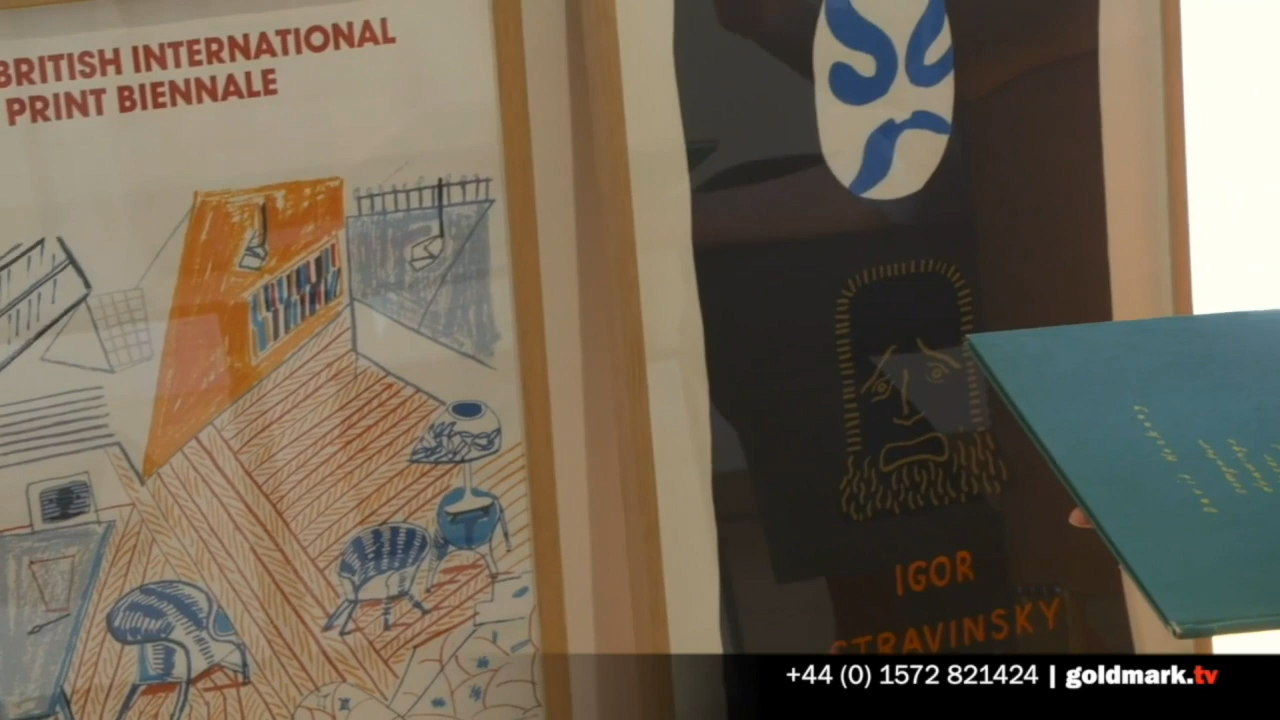 BRITISH INTERNATIONAL
PRINT BIENNALE
IGOR
STRAVINSKY
+44 (0) 1572 821424 | goldmark.tv